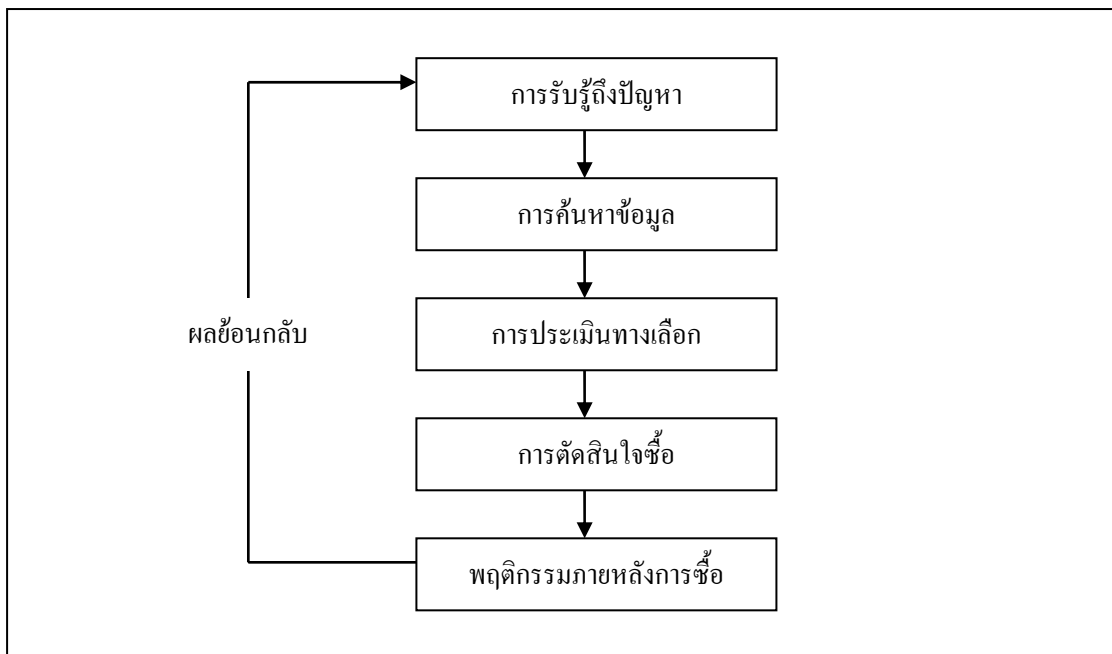 การรับรู้ถึงปัญหา
การค้นหาข้อมูล
การประเมินทางเลือก
ผลย้อนกลับ
การตัดสินใจซื้อ
พฤติกรรมภายหลังการซื้อ